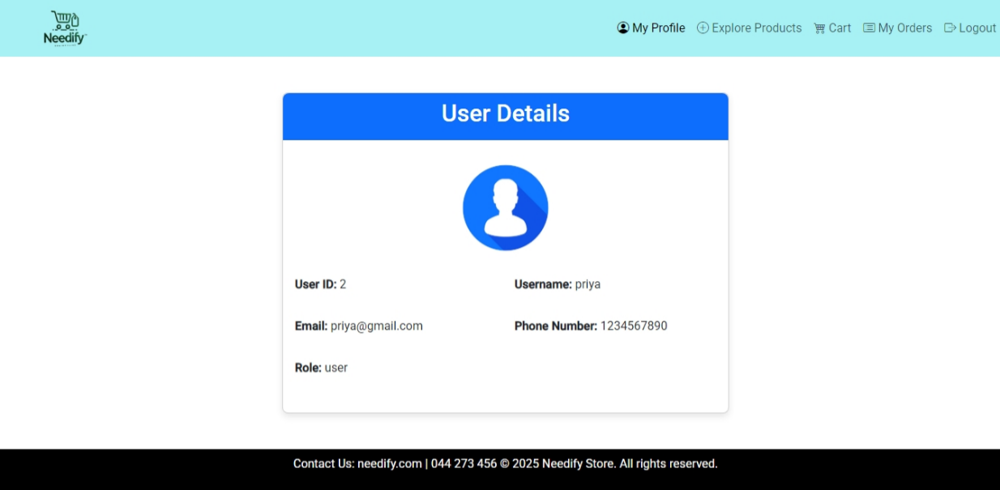 Needify
My Profile Explore Products Cart My Orders Logout
User Details
User ID: 2 Username: priya
Email: priya@gmail.com Phone Number: 1234567890
Role: user
Contact Us: needify.com | 044 273 456 © 2025 Needify Store. All rights reserved.